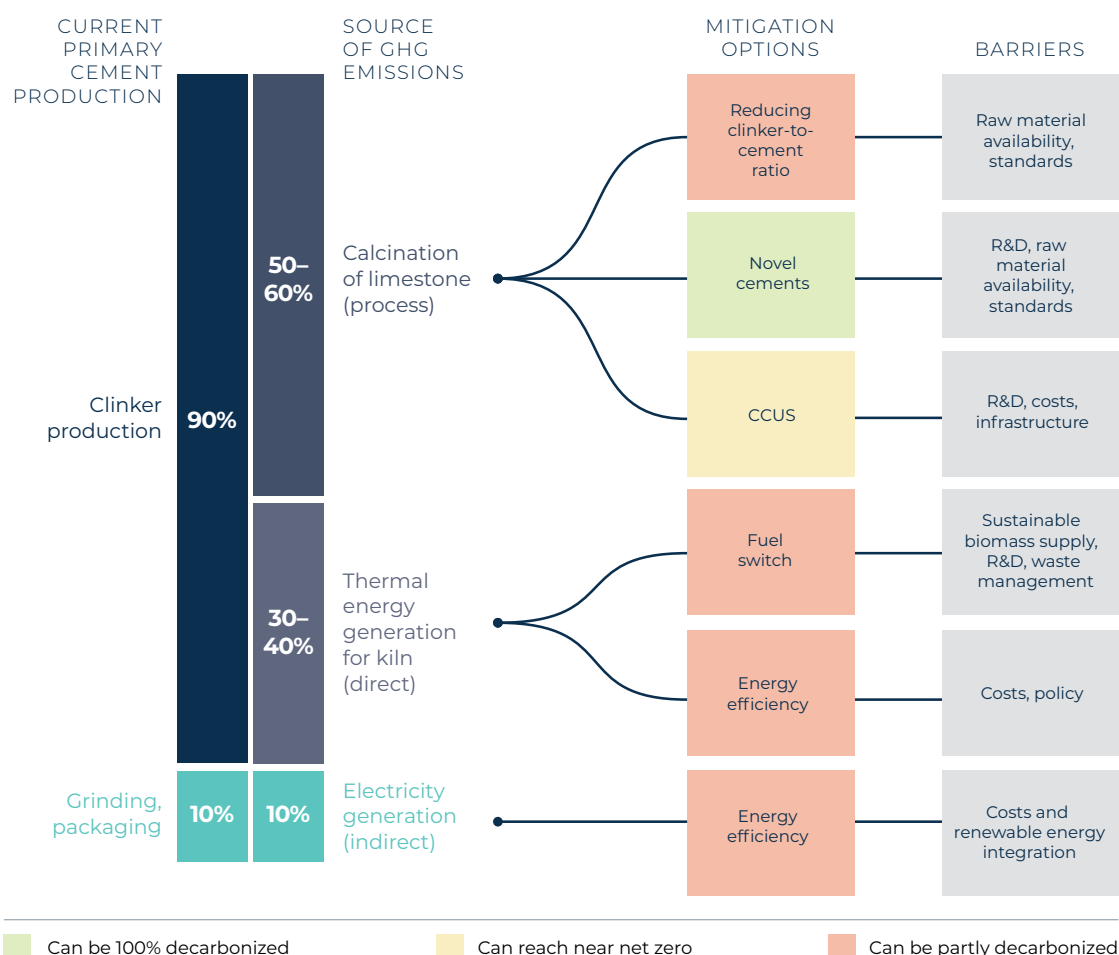 CURRENT
PRIMARY
CEMENT
PRODUCTION
SOURCE
OF GHG
EMISSIONS
MITIGATION
OPTIONS
BARRIERS
Clinker
production
90%
50–
60%
Calcination
of limestone
(process)
Reducing
clinker-to-
cement
ratio
Raw material
availability,
standards
Novel
cements
R&D, raw
material
availability,
standards
CCUS
R&D, costs,
infrastructure
30–
40%
Thermal
energy
generation
for kiln
(direct)
Fuel
switch
Sustainable
biomass supply,
R&D, waste
management
Energy
efficiency
Costs, policy
Grinding,
packaging
10%
10%
Electricity
generation
(indirect)
Energy
efficiency
Costs and
renewable energy
integration
Can be 100% decarbonized
Can reach near net zero
Can be partly decarbonized